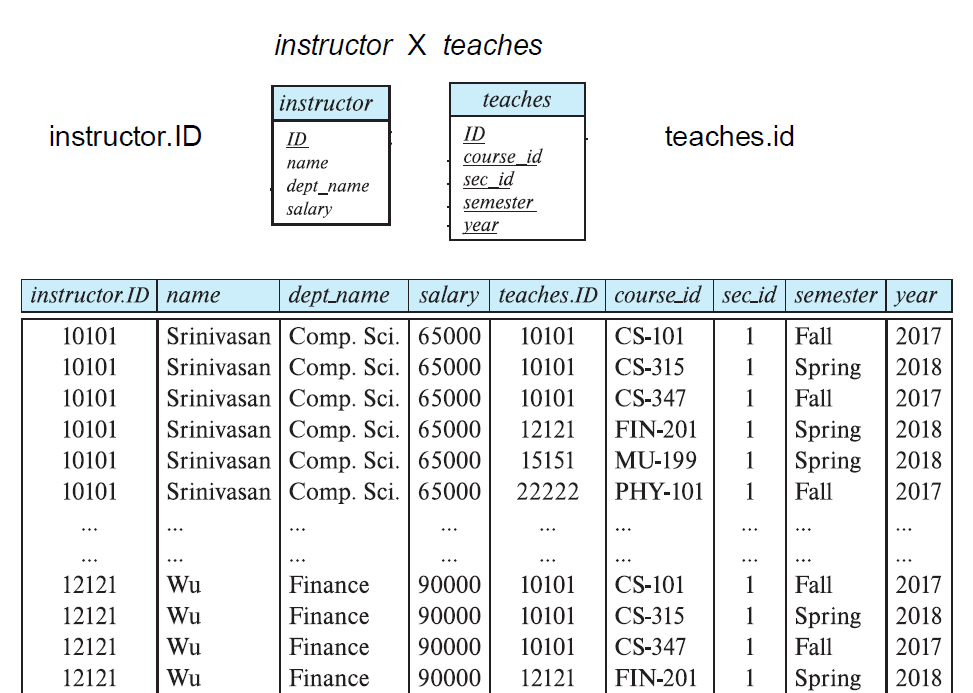 instructor X teaches
instructor teaches
instructor.ID ID ID teaches.id
name course_id
dept_name sec_id
salary semester
year
instructor.ID name dept_name salary teaches.ID course_id sec_id semester year
10101 Srinivasan Comp. Sci. 65000 10101 CS-101 1 Fall 2017
10101 Srinivasan Comp. Sci. 65000 10101 CS-315 1 Spring 2018
10101 Srinivasan Comp. Sci. 65000 10101 CS-347 1 Fall 2017
10101 Srinivasan Comp. Sci. 65000 12121 FIN-201 1 Spring 2018
10101 Srinivasan Comp. Sci. 65000 15151 MU-199 1 Spring 2018
10101 Srinivasan Comp. Sci. 65000 22222 PHY-101 1 Fall 2017
... ... ... ... ... ... ... ... ...
... ... ... ... ... ... ... ... ...
12121 Wu Finance 90000 10101 CS-101 1 Fall 2017
12121 Wu Finance 90000 10101 CS-315 1 Spring 2018
12121 Wu Finance 90000 10101 CS-347 1 Fall 2017
12121 Wu Finance 90000 12121 FIN-201 1 Spring 2018